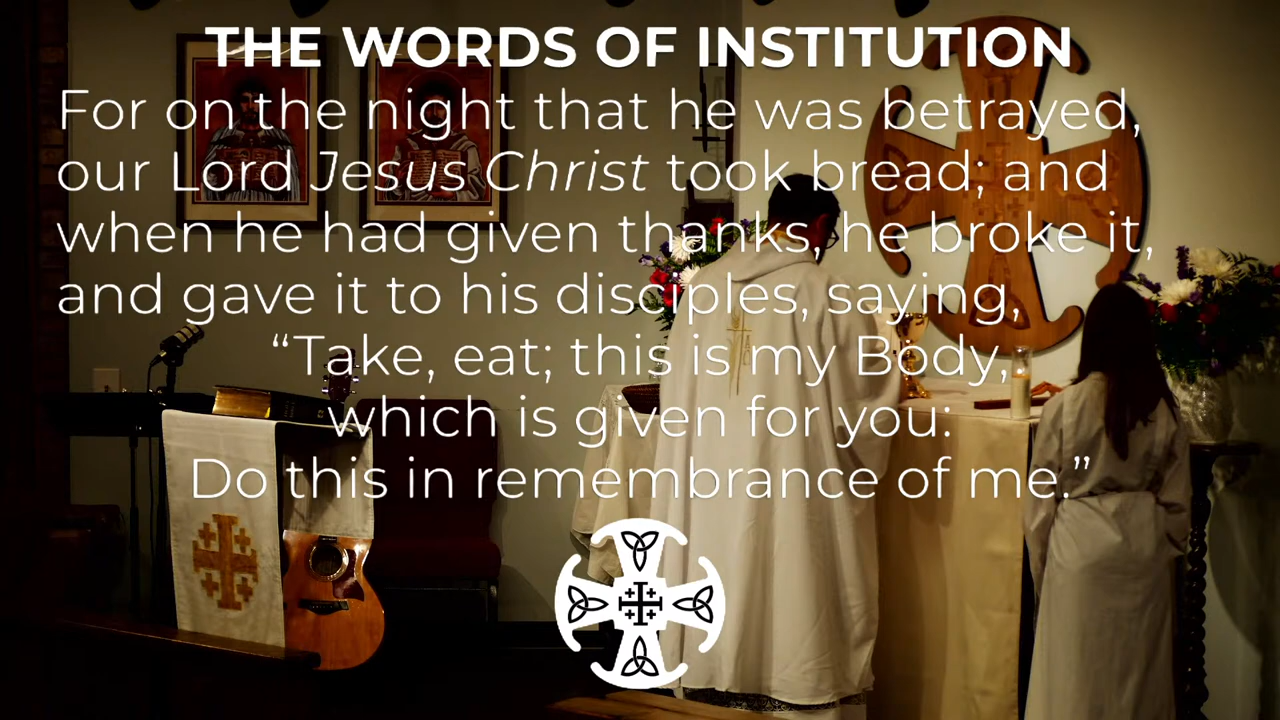 THE WORDS OF INSTITUTION
For on the night that he was betrayed,
our Lord Jesus Christ took bread; and
when he had given thanks, he broke it,
and gave it to his disciples, saying,
“Take, eat; this is my Body,
which is given for you:
Do this in remembrance of me.”